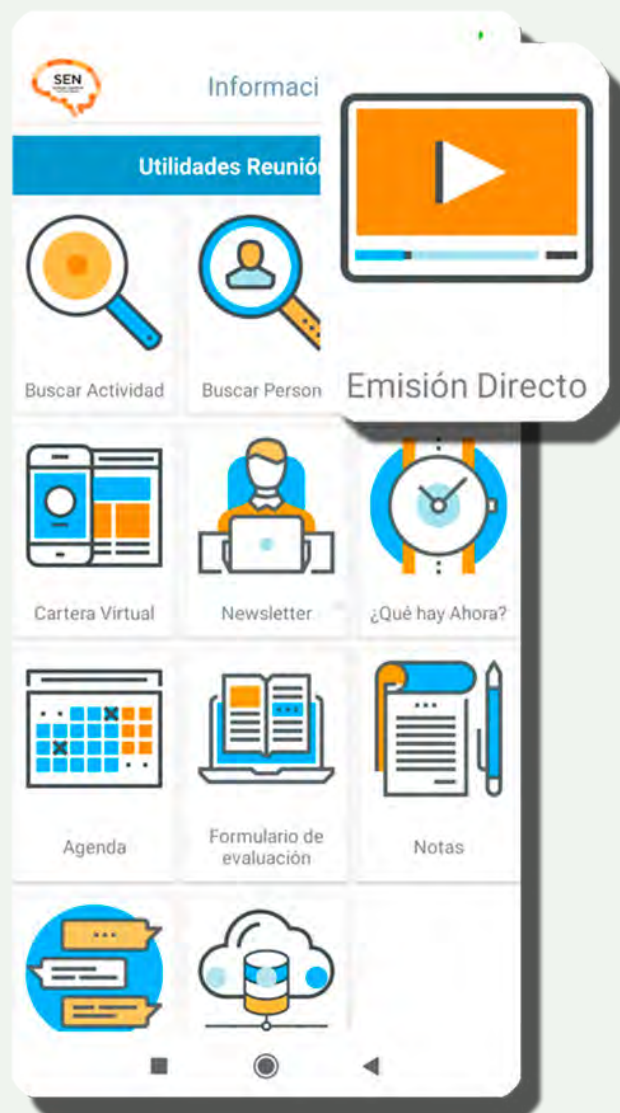 SEN
Informaci
Utilidades Reunió
Buscar Actividad
Buscar Person
Emisión Directo
Cartera Virtual
Newsletter
¿Qué hay Ahora?
Agenda
Formulario de
evaluación
Notas